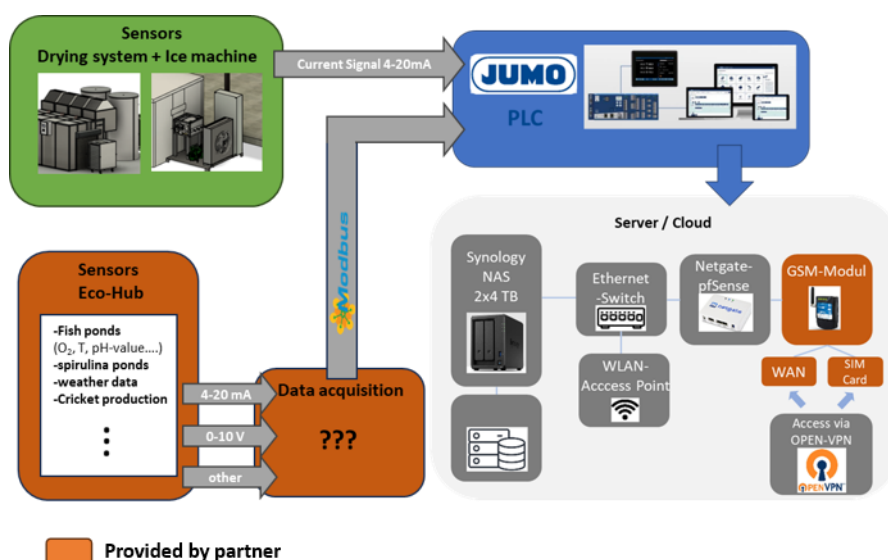 Sensors
Drying system + Ice machine
Current Signal 4-20mA
JUMO
PLC
Modbus
Server / Cloud
Synology
NAS
2x4 TB
Ethernet
-Switch
Netgate-
pfSense
netgate
GSM-Modul
WLAN-
Acccess Point
WAN
SIM
Card
Access via
OPEN-VPN
OPENVPN
Sensors
Eco-Hub
-Fish ponds
(O₂, T, pH-value....)
-spirulina ponds
-weather data
-Cricket production
4-20 mA
0-10 V
other
Data acquisition
???
Provided by partner